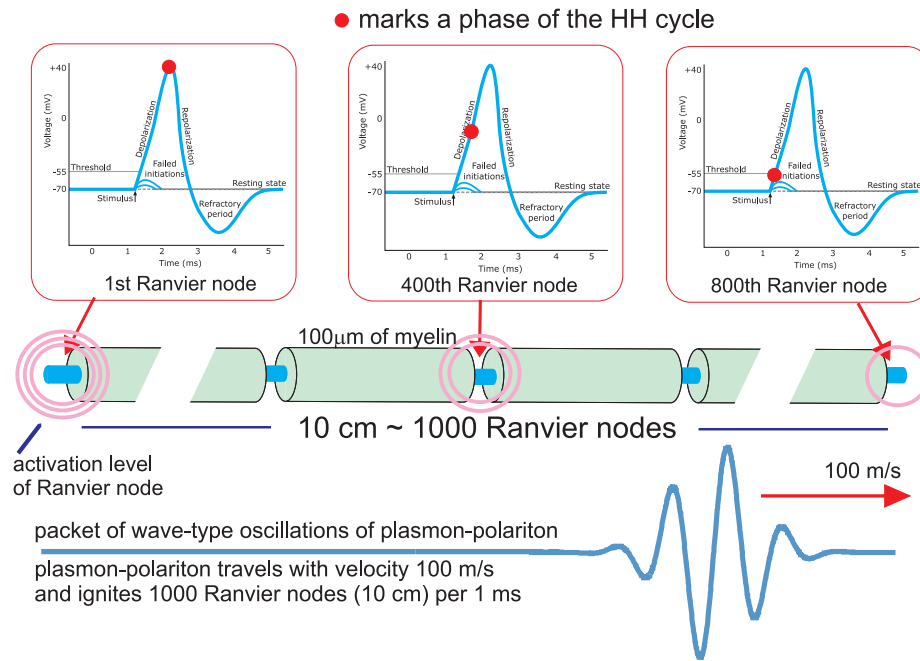 ● marks a phase of the HH cycle
+40
0
−55
−70
Voltage (mV)
Depolarization
Repolarization
Threshold
Failed
initiations
Stimulus
Resting state
Refractory
period
0 1 2 3 4 5
Time (ms)
1st Ranvier node
+40
0
−55
−70
Voltage (mV)
Depolarization
Repolarization
Threshold
Failed
initiations
Stimulus
Resting state
Refractory
period
0 1 2 3 4 5
Time (ms)
400th Ranvier node
+40
0
−55
−70
Voltage (mV)
Depolarization
Repolarization
Threshold
Failed
initiations
Stimulus
Resting state
Refractory
period
0 1 2 3 4 5
Time (ms)
800th Ranvier node
100μm of myelin
10 cm ~ 1000 Ranvier nodes
activation level
of Ranvier node
100 m/s
packet of wave-type oscillations of plasmon-polariton
plasmon-polariton travels with velocity 100 m/s
and ignites 1000 Ranvier nodes (10 cm) per 1 ms